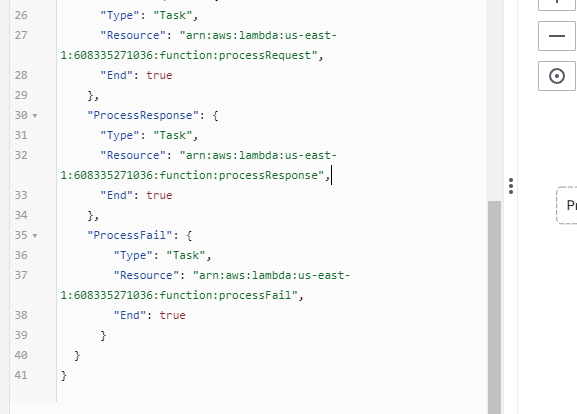 26 "Type": "Task",
27 "Resource": "arn:aws:lambda:us-east-
1:608335271036:function:processRequest",
28 "End": true
29 },
30 "ProcessResponse": {
31 "Type": "Task",
32 "Resource": "arn:aws:lambda:us-east-
1:608335271036:function:processResponse",
33 "End": true
34 },
35 "ProcessFail": {
36 "Type": "Task",
37 "Resource": "arn:aws:lambda:us-east-
1:608335271036:function:processFail",
38 "End": true
39 }
40 }
41 }
Pr